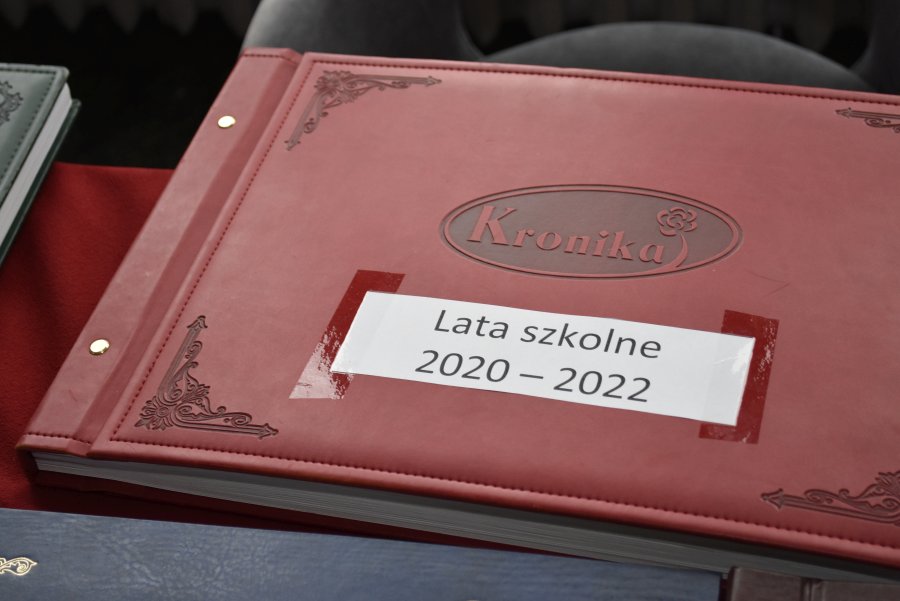 Kronika
Lata szkolne
2020 – 2022